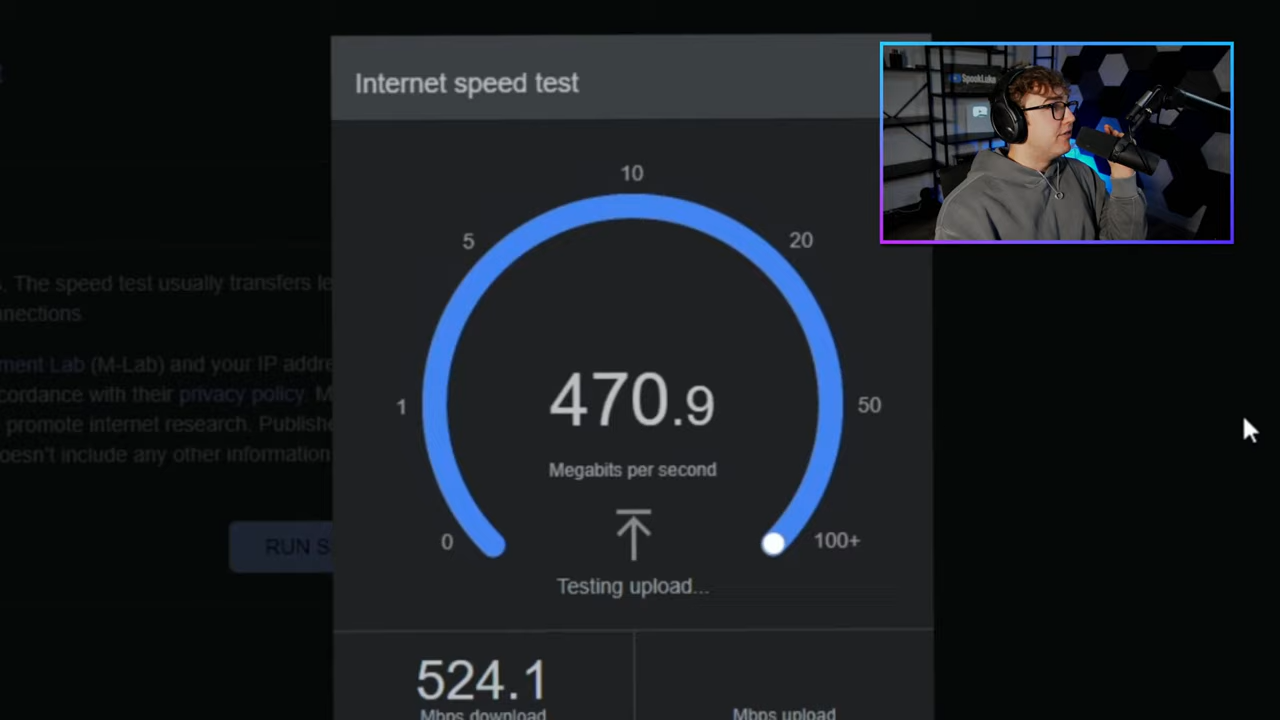 Internet speed test
SpookLuke
10
5
20
. The speed test usually transfers le
nnections
470.9
ment Lab (M-Lab) and your IP addre
cordance with their privacy policy. M
1
50
promote internet research. Publishe
oesn't include any other information
Megabits per second
0
100+
RUN S
Testing upload...
524.1
Mbps download
Mbps upload